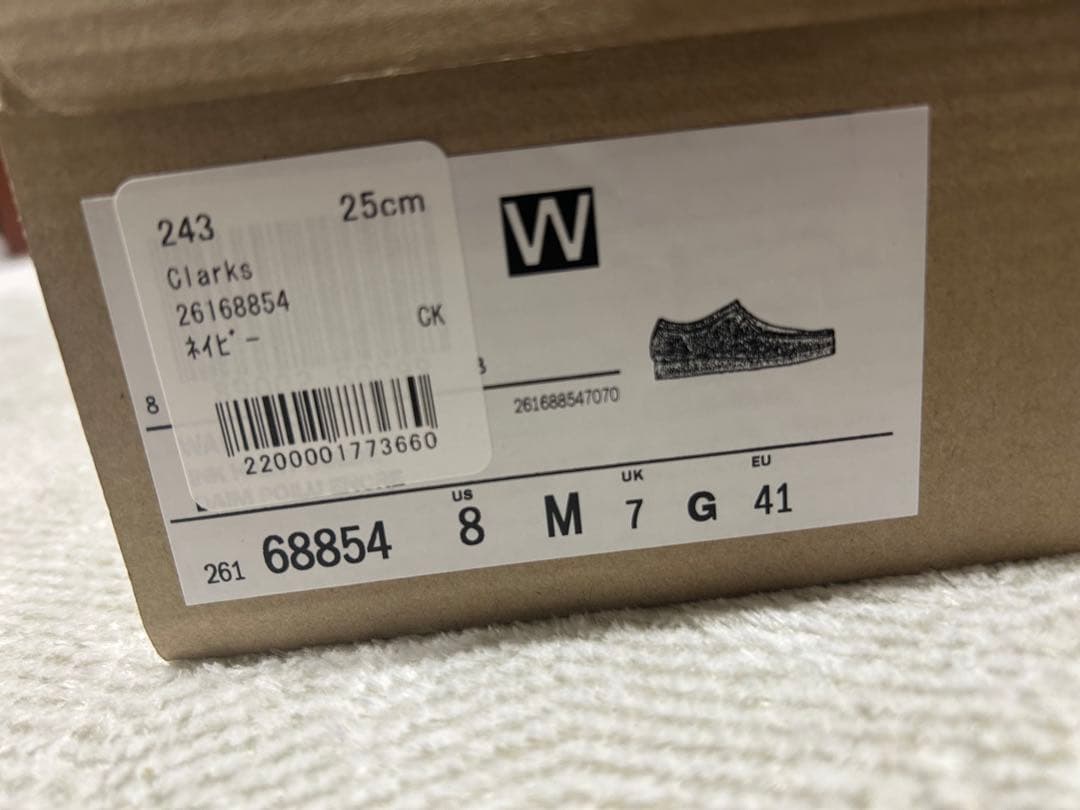 243 25cm
Clarks
26168854 CK
ネイビー
2200001773660
W
8
261688547070
261 68854 US 8 M UK 7 G EU 41